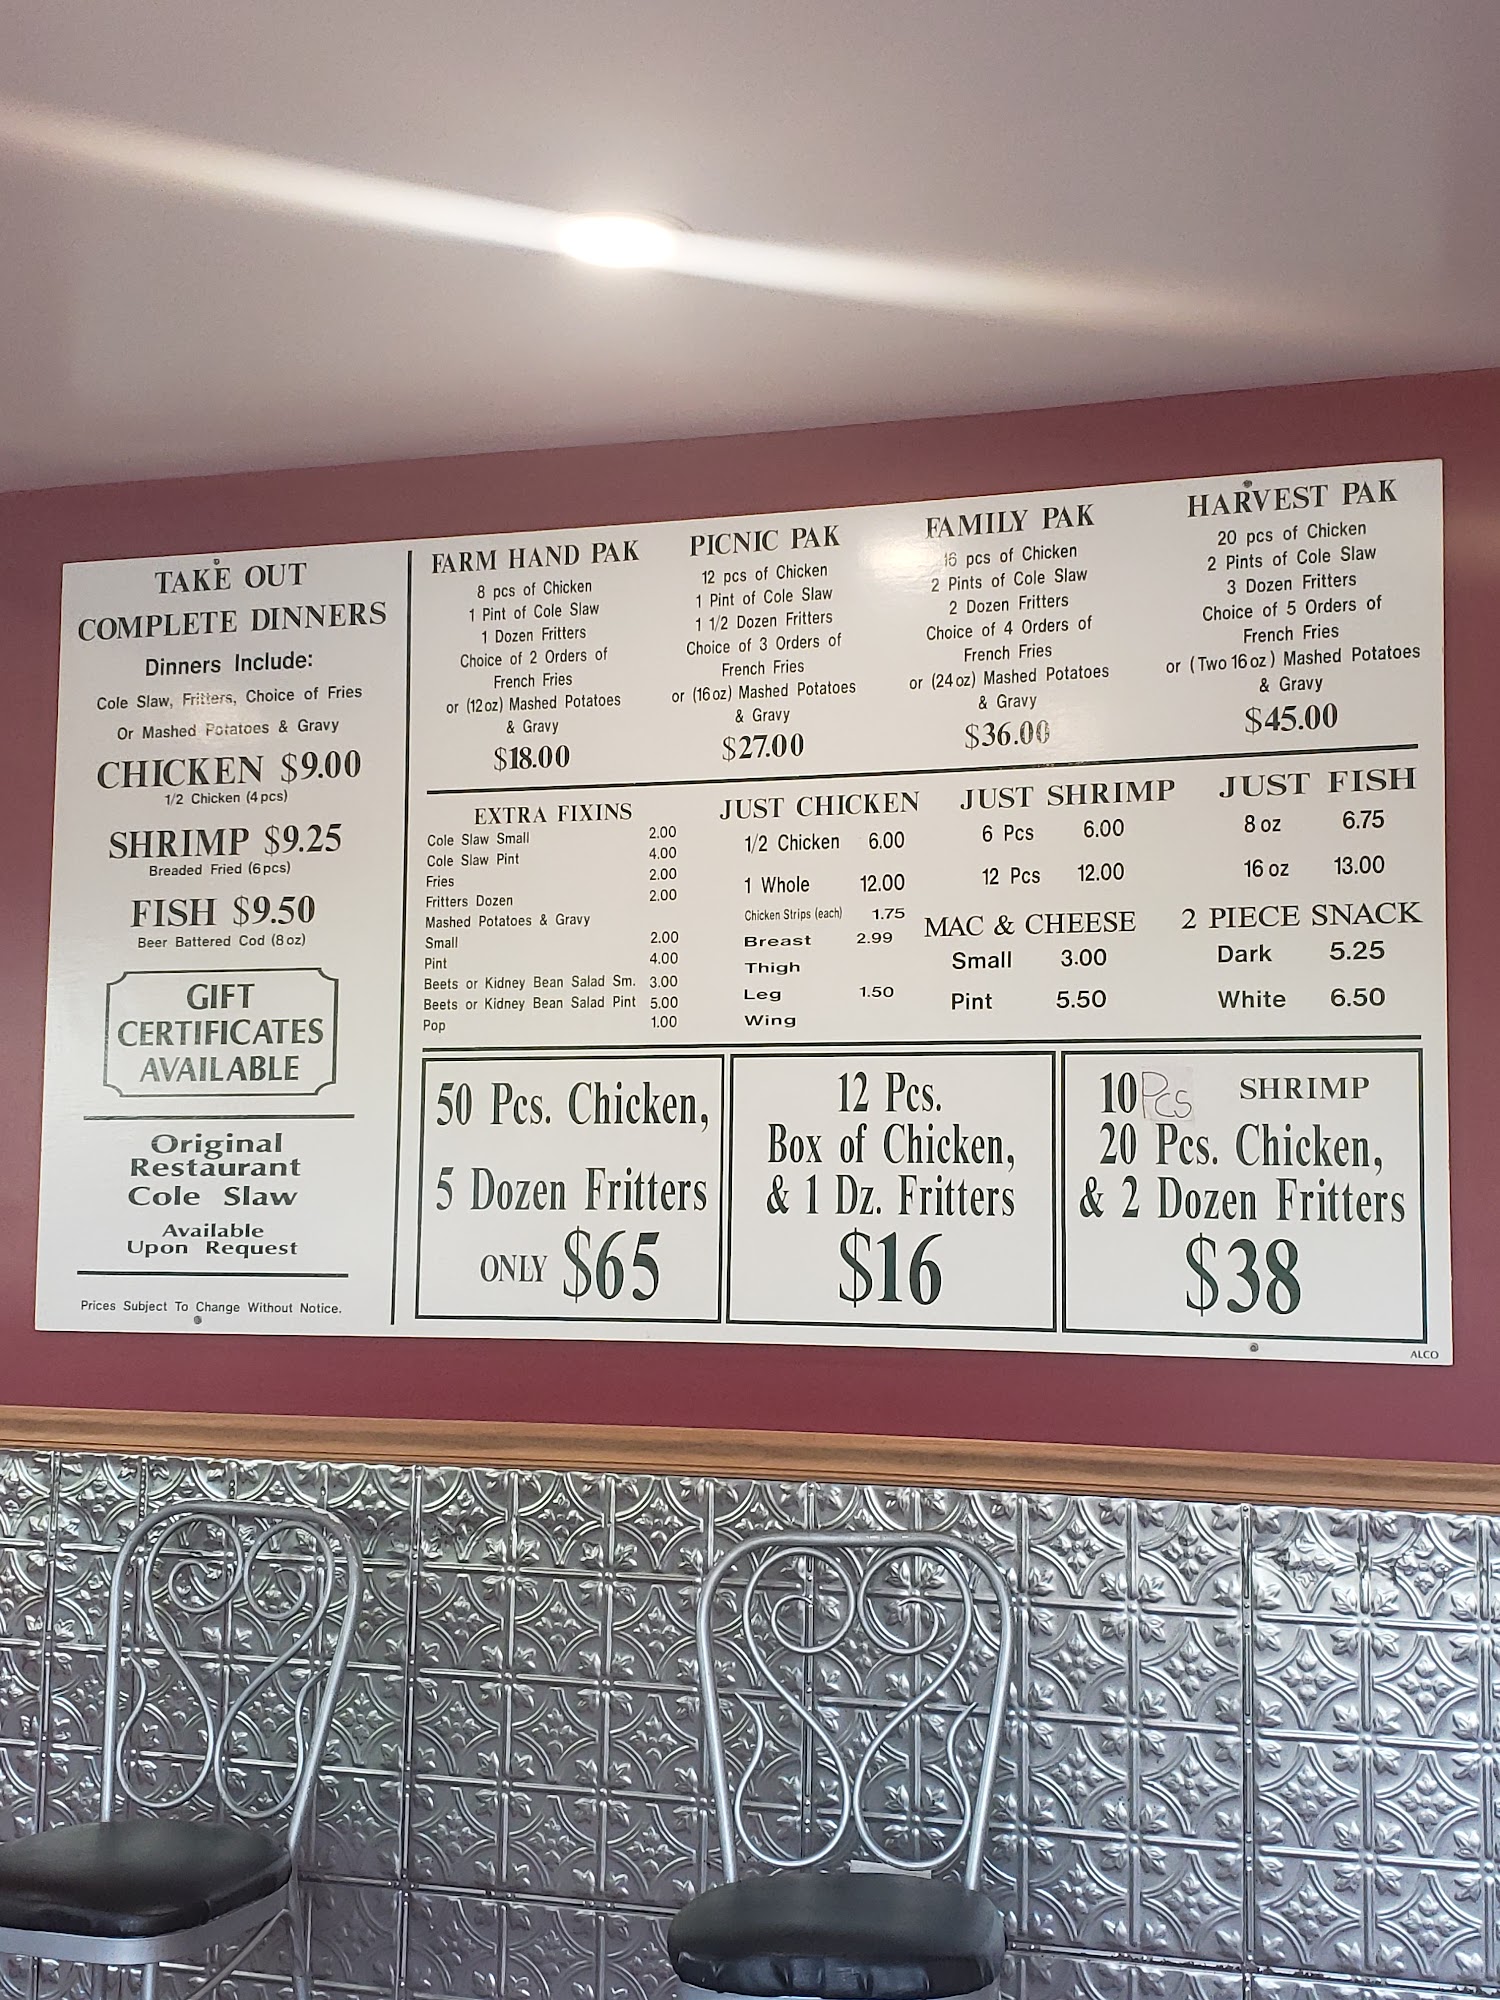 TAKE OUT
COMPLETE DINNERS
Dinners Include:
Cole Slaw, Fritters, Choice of Fries
Or Mashed Potatoes & Gravy
CHICKEN $9.00
1/2 Chicken (4pcs)
SHRIMP $9.25
Breaded Fried (6pcs)
FISH $9.50
Beer Battered Cod (8oz)
GIFT
CERTIFICATES
AVAILABLE
Original
Restaurant
Cole Slaw
Available
Upon Request
Prices Subject To Change Without Notice.
FARM HAND PAK
8 pcs of Chicken
1 Pint of Cole Slaw
1 Dozen Fritters
Choice of 2 Orders of
French Fries
or (12oz) Mashed Potatoes
& Gravy
$18.00
PICNIC PAK
12 pcs of Chicken
1 Pint of Cole Slaw
1 1/2 Dozen Fritters
Choice of 3 Orders of
French Fries
or (16oz) Mashed Potatoes
& Gravy
$27.00
FAMILY PAK
16 pcs of Chicken
2 Pints of Cole Slaw
2 Dozen Fritters
Choice of 4 Orders of
French Fries
or (24oz) Mashed Potatoes
& Gravy
$36.00
HARVEST PAK
20 pcs of Chicken
2 Pints of Cole Slaw
3 Dozen Fritters
Choice of 5 Orders of
French Fries
or (Two 16oz) Mashed Potatoes
& Gravy
$45.00
EXTRA FIXINS
Cole Slaw Small 2.00
Cole Slaw Pint 4.00
Fries 2.00
Fritters Dozen 2.00
Mashed Potatoes & Gravy
Small 2.00
Pint 4.00
Beets or Kidney Bean Salad Sm. 3.00
Beets or Kidney Bean Salad Pint 5.00
Pop 1.00
JUST CHICKEN
1/2 Chicken 6.00
1 Whole 12.00
Chicken Strips (each) 1.75
Breast 2.99
Thigh
Leg 1.50
Wing
JUST SHRIMP
6 Pcs 6.00
12 Pcs 12.00
MAC & CHEESE
Small 3.00
Pint 5.50
JUST FISH
8 oz 6.75
16 oz 13.00
2 PIECE SNACK
Dark 5.25
White 6.50
50 Pcs. Chicken,
5 Dozen Fritters
ONLY $65
12 Pcs.
Box of Chicken,
& 1 Dz. Fritters
$16
10 Pcs SHRIMP
20 Pcs. Chicken,
& 2 Dozen Fritters
$38
ALCO